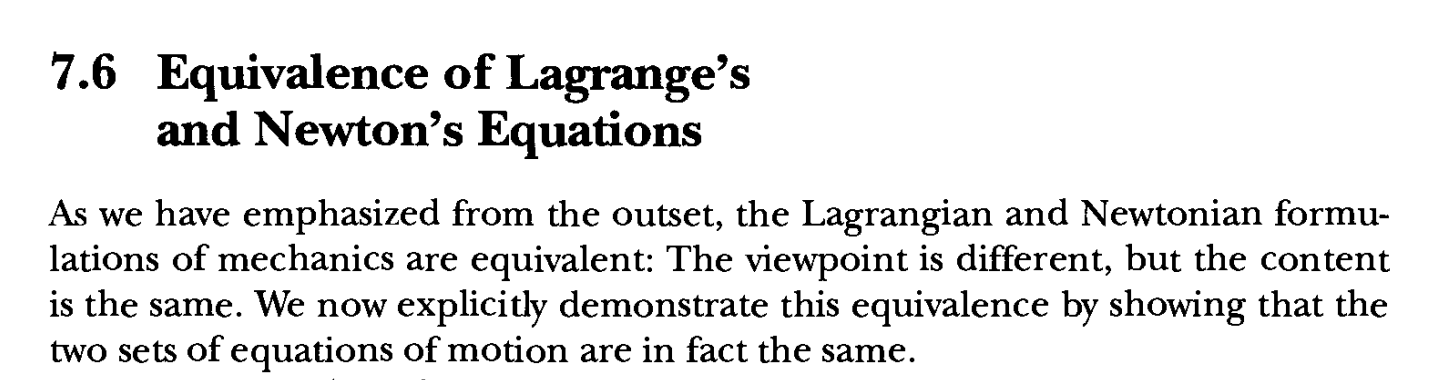 7.6 Equivalence of Lagrange's
and Newton's Equations
As we have emphasized from the outset, the Lagrangian and Newtonian formu-
lations of mechanics are equivalent: The viewpoint is different, but the content
is the same. We now explicitly demonstrate this equivalence by showing that the
two sets of equations of motion are in fact the same.